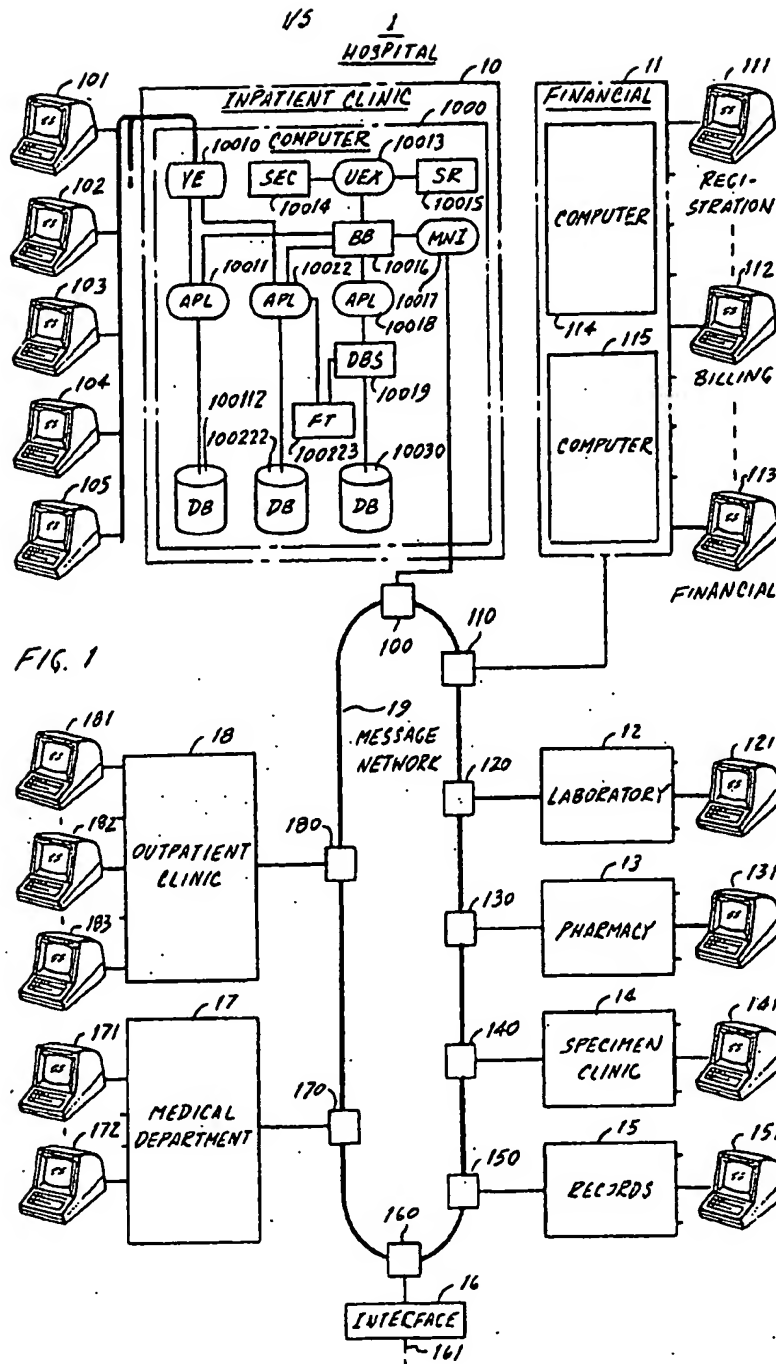 1/5
1
HOSPITAL
101
102
103
104
105
10
INPATIENT CLINIC
1000
COMPUTER
10010
10013
YE
SEC
UEX
SR
10014
10015
BB
MNI
10011
10022
10016
10017
APL
APL
APL
10018
DBS
10019
FT
100112
100222
100223
10030
DB
DB
DB
11
FINANCIAL
111
REGI-
STRATION
COMPUTER
114
112
BILLING
115
COMPUTER
113
FINANCIAL
100
110
FIG. 1
19
MESSAGE
NETWORK
181
182
183
18
OUTPATIENT
CLINIC
180
171
172
17
MEDICAL
DEPARTMENT
170
120
12
LABORATORY
121
130
13
PHARMACY
131
140
14
SPECIMEN
CLINIC
141
150
15
RECORDS
151
160
16
INTERFACE
161